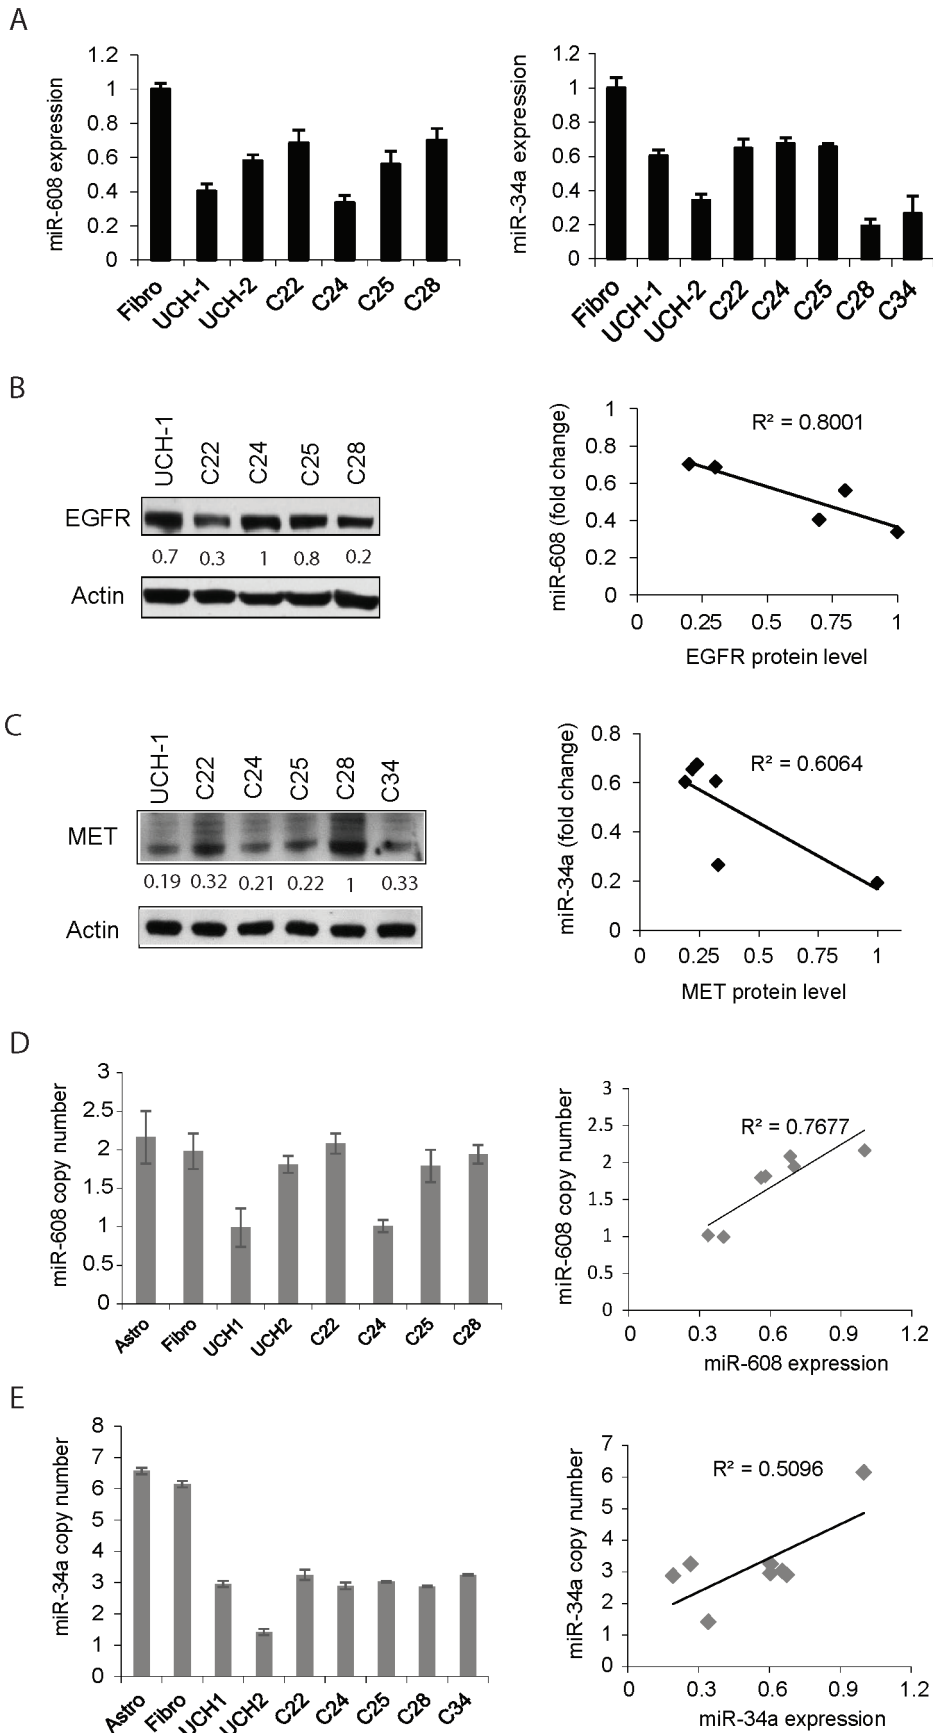 A
miR-608 expression
1.2
1
0.8
0.6
0.4
0.2
0
Fibro UCH-1 UCH-2 C22 C24 C25 C28
miR-34a expression
1.2
1
0.8
0.6
0.4
0.2
0
Fibro UCH-1 UCH-2 C22 C24 C25 C28 C34
B
UCH-1 C22 C24 C25 C28
EGFR
0.7 0.3 1 0.8 0.2
Actin
miR-608 (fold change)
1
0.8
0.6
0.4
0.2
0
R² = 0.8001
0 0.25 0.5 0.75 1
EGFR protein level
C
UCH-1 C22 C24 C25 C28 C34
MET
0.19 0.32 0.21 0.22 1 0.33
Actin
miR-34a (fold change)
0.8
0.6
0.4
0.2
0
R² = 0.6064
0 0.25 0.5 0.75 1
MET protein level
D
miR-608 copy number
3
2.5
2
1.5
1
0.5
0
Astro Fibro UCH1 UCH2 C22 C24 C25 C28
miR-608 copy number
3
2.5
2
1.5
1
0.5
0
R² = 0.7677
0 0.3 0.6 0.9 1.2
miR-608 expression
E
miR-34a copy number
8
7
6
5
4
3
2
1
0
Astro Fibro UCH1 UCH2 C22 C24 C25 C28 C34
miR-34a copy number
7
6
5
4
3
2
1
0
R² = 0.5096
0 0.3 0.6 0.9 1.2
miR-34a expression